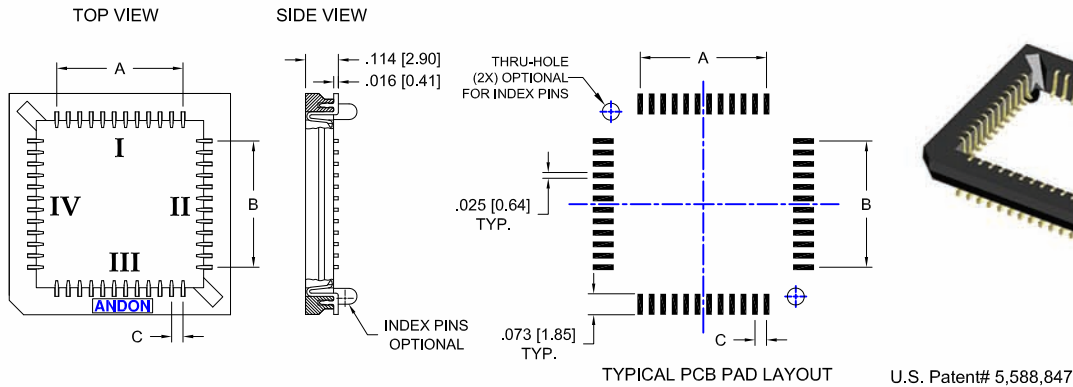 TOP VIEW
SIDE VIEW
A
I
IV
II
B
III
ANDON
C
.114 [2.90]
.016 [0.41]
INDEX PINS
OPTIONAL
THRU-HOLE
(2X) OPTIONAL
FOR INDEX PINS
A
.025 [0.64]
TYP.
B
.073 [1.85]
TYP.
C
TYPICAL PCB PAD LAYOUT
U.S. Patent# 5,588,847